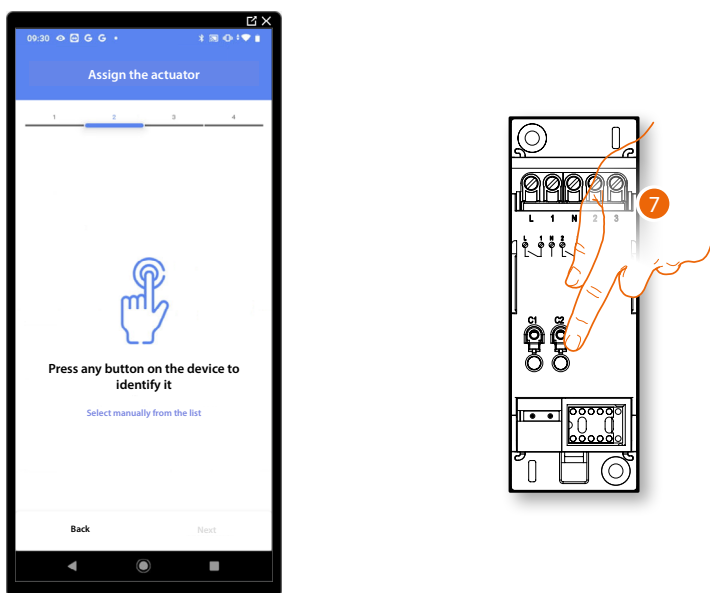 09:30 G G
Assign the actuator
1 2 3 4
Press any button on the device to
identify it
Select manually from the list
Back Next
7
L 1 N 2 3
L 1 N 2
C1 C2